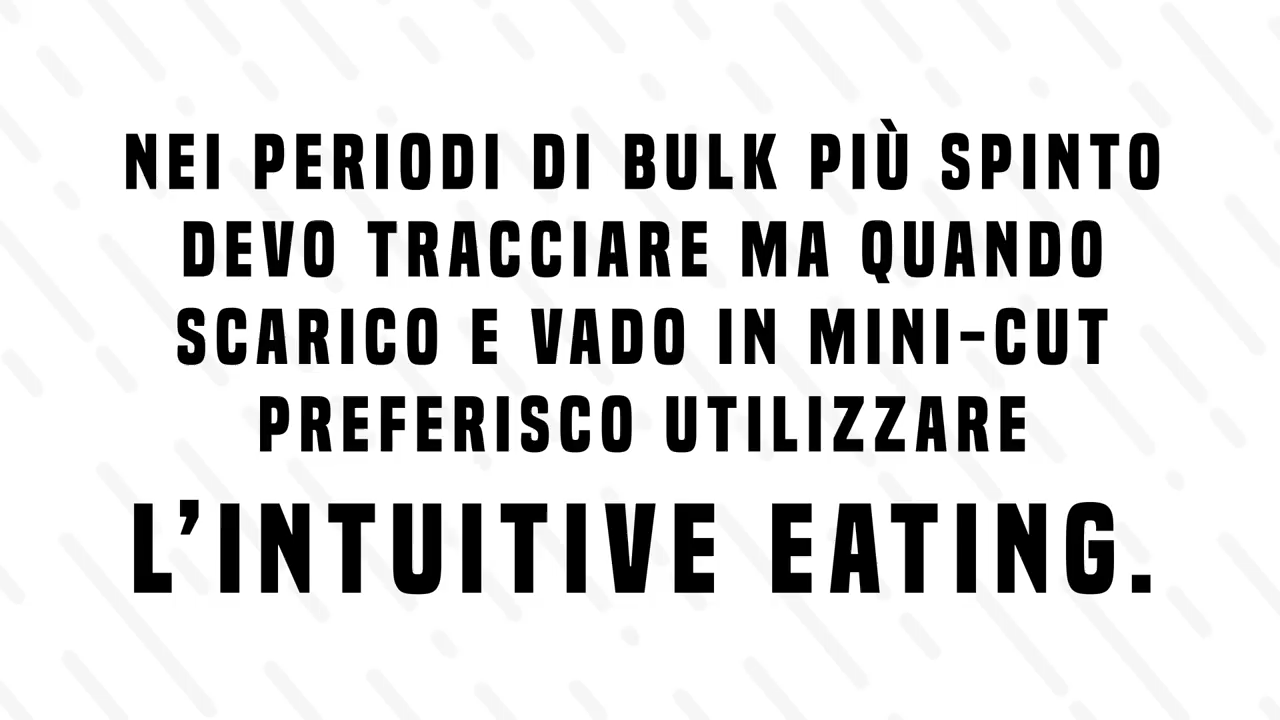 NEI PERIODI DI BULK PIÙ SPINTO
DEVO TRACCIARE MA QUANDO
SCARICO E VADO IN MINI-CUT
PREFERISCO UTILIZZARE
L'INTUITIVE EATING.